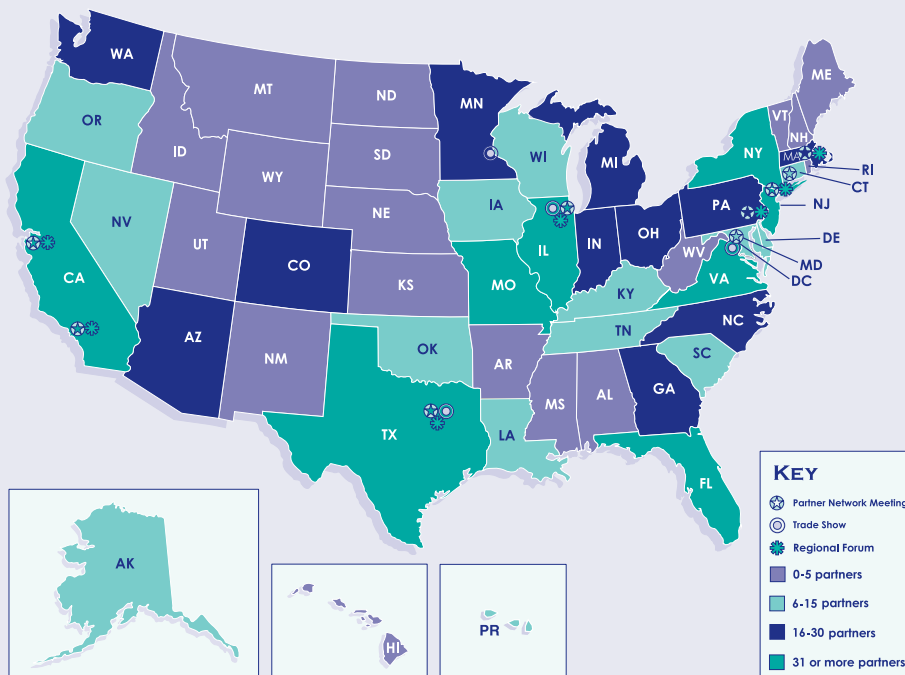 WA
MT
ND
MN
ME
VT
NH
OR
ID
SD
WI
MI
NY
MA
RI
CT
WY
IA
PA
NJ
NE
NV
UT
CO
IL
IN
OH
WV
DE
MD
DC
CA
KS
MO
KY
VA
AZ
NM
OK
TN
NC
AR
SC
TX
LA
MS
AL
GA
FL
AK
HI
PR
KEY
Partner Network Meeting
Trade Show
Regional Forum
0-5 partners
6-15 partners
16-30 partners
31 or more partners